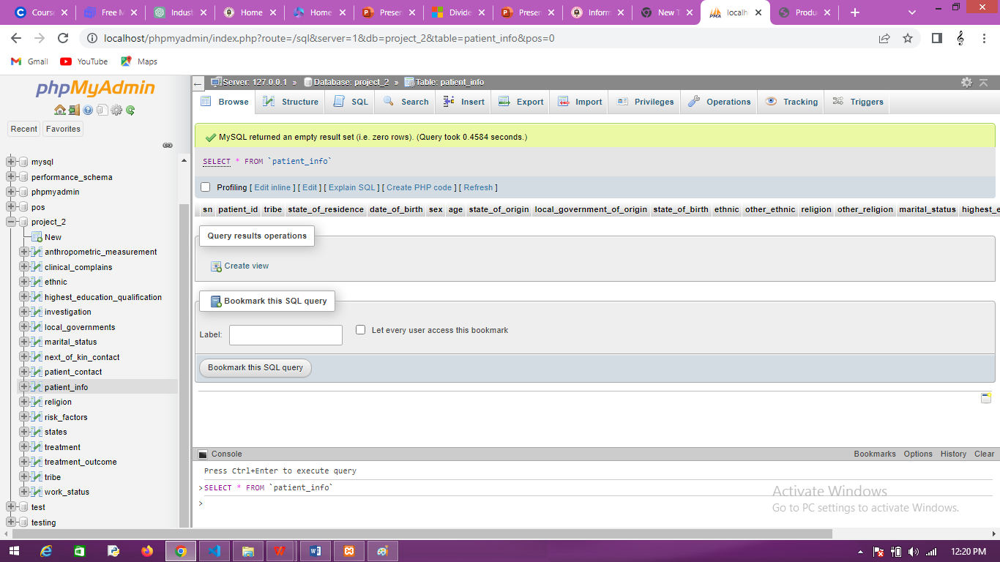 Cours Free M Indust Home Home Presen Divide Presen Inform New T localh Produ
localhost/phpmyadmin/index.php?route=/sql&server=1&db=project_2&table=patient_info&pos=0
Gmail YouTube Maps
phpMyAdmin
Recent Favorites
mysql
performance_schema
phpmyadmin
pos
project_2
New
anthropometric_measurement
clinical_complains
ethnic
highest_education_qualification
investigation
local_governments
marital_status
next_of_kin_contact
patient_contact
patient_info
religion
risk_factors
states
treatment
treatment_outcome
tribe
work_status
test
testing
Server: 127.0.0.1 » Database: project_2 » Table: patient_info
Browse Structure SQL Search Insert Export Import Privileges Operations Tracking Triggers
MySQL returned an empty result set (i.e. zero rows). (Query took 0.4584 seconds.)
SELECT * FROM `patient_info`
Profiling [ Edit inline ] [ Edit ] [ Explain SQL ] [ Create PHP code ] [ Refresh ]
sn patient_id tribe state_of_residence date_of_birth sex age state_of_origin local_government_of_origin state_of_birth ethnic other_ethnic religion other_religion marital_status highest_e
Query results operations
Create view
Bookmark this SQL query
Label: Let every user access this bookmark
Bookmark this SQL query
Console Bookmarks Options History Clear
Press Ctrl+Enter to execute query
>SELECT * FROM `patient_info`
>
Activate Windows
Go to PC settings to activate Windows.
12:20 PM